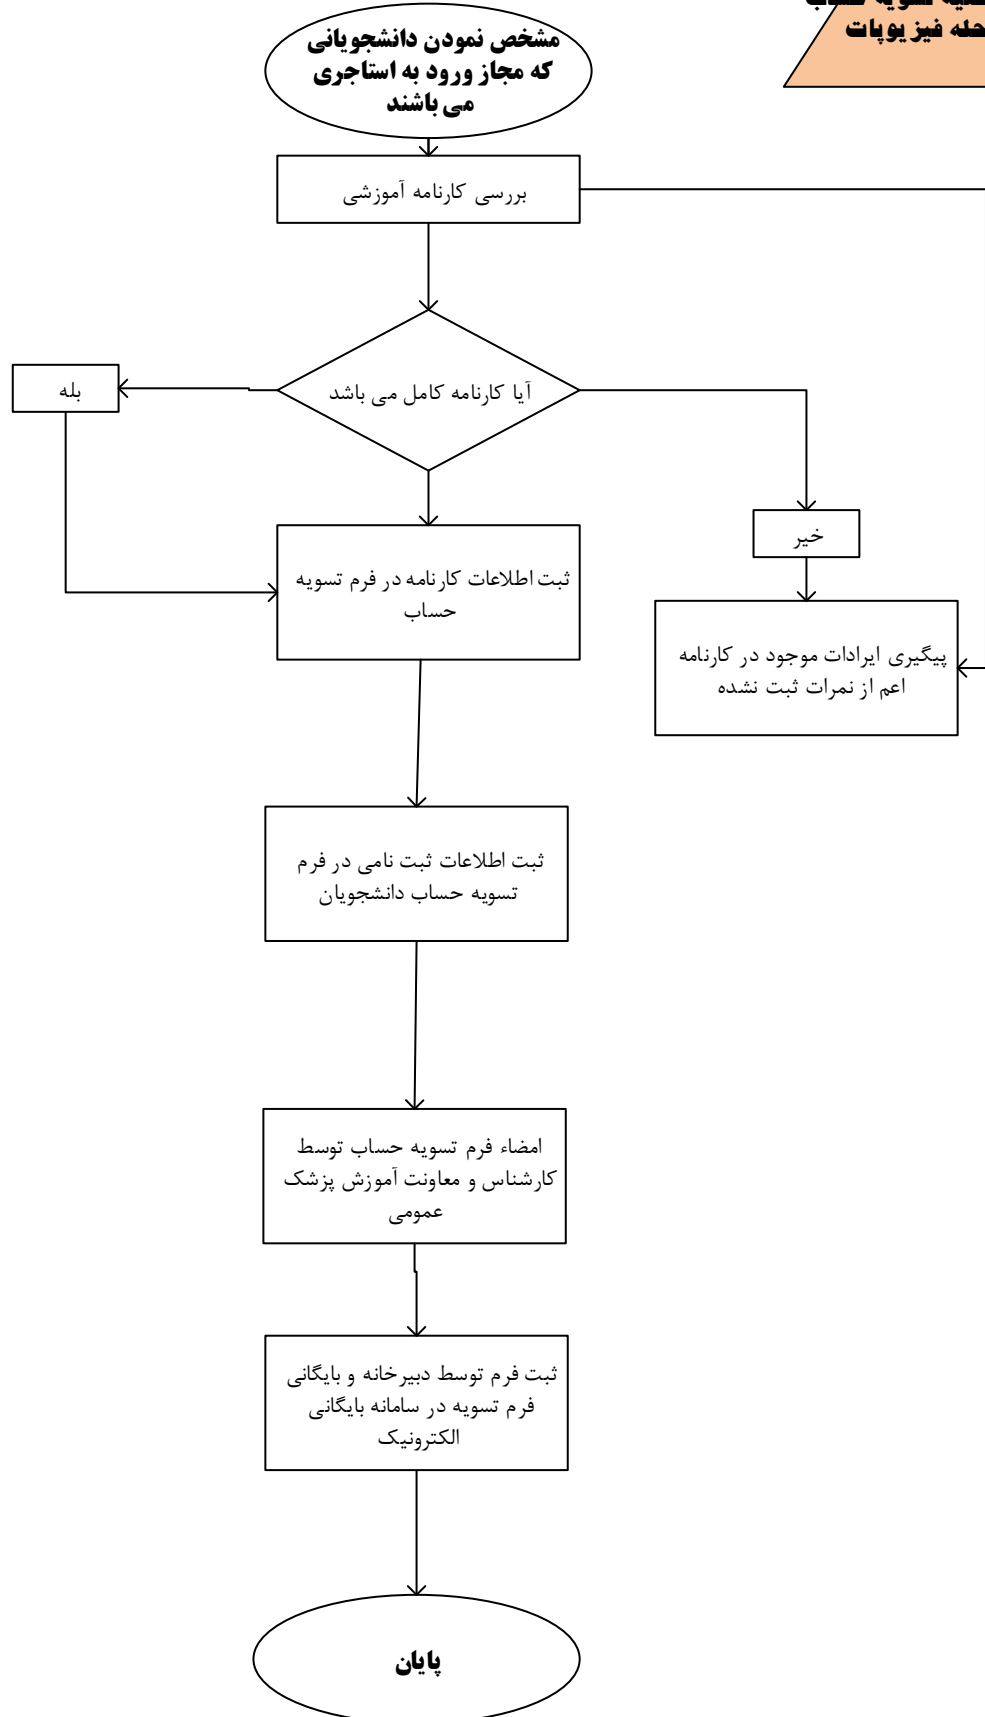 حله فیزیوپات
مشخص نمودن دانشجویانی
که مجاز ورود به استاجری
می باشند
بررسی کارنامه آموزشی
آیا کارنامه کامل می باشد
بله
خیر
ثبت اطلاعات کارنامه در فرم تسویه
حساب
پیگیری ایرادات موجود در کارنامه
اعم از نمرات ثبت نشده
ثبت اطلاعات ثبت نامی در فرم
تسویه حساب دانشجویان
امضاء فرم تسویه حساب توسط
کارشناس و معاونت آموزش پزشک
عمومی
ثبت فرم توسط دبیرخانه و بایگانی
فرم تسویه در سامانه بایگانی
الکترونیک
پایان